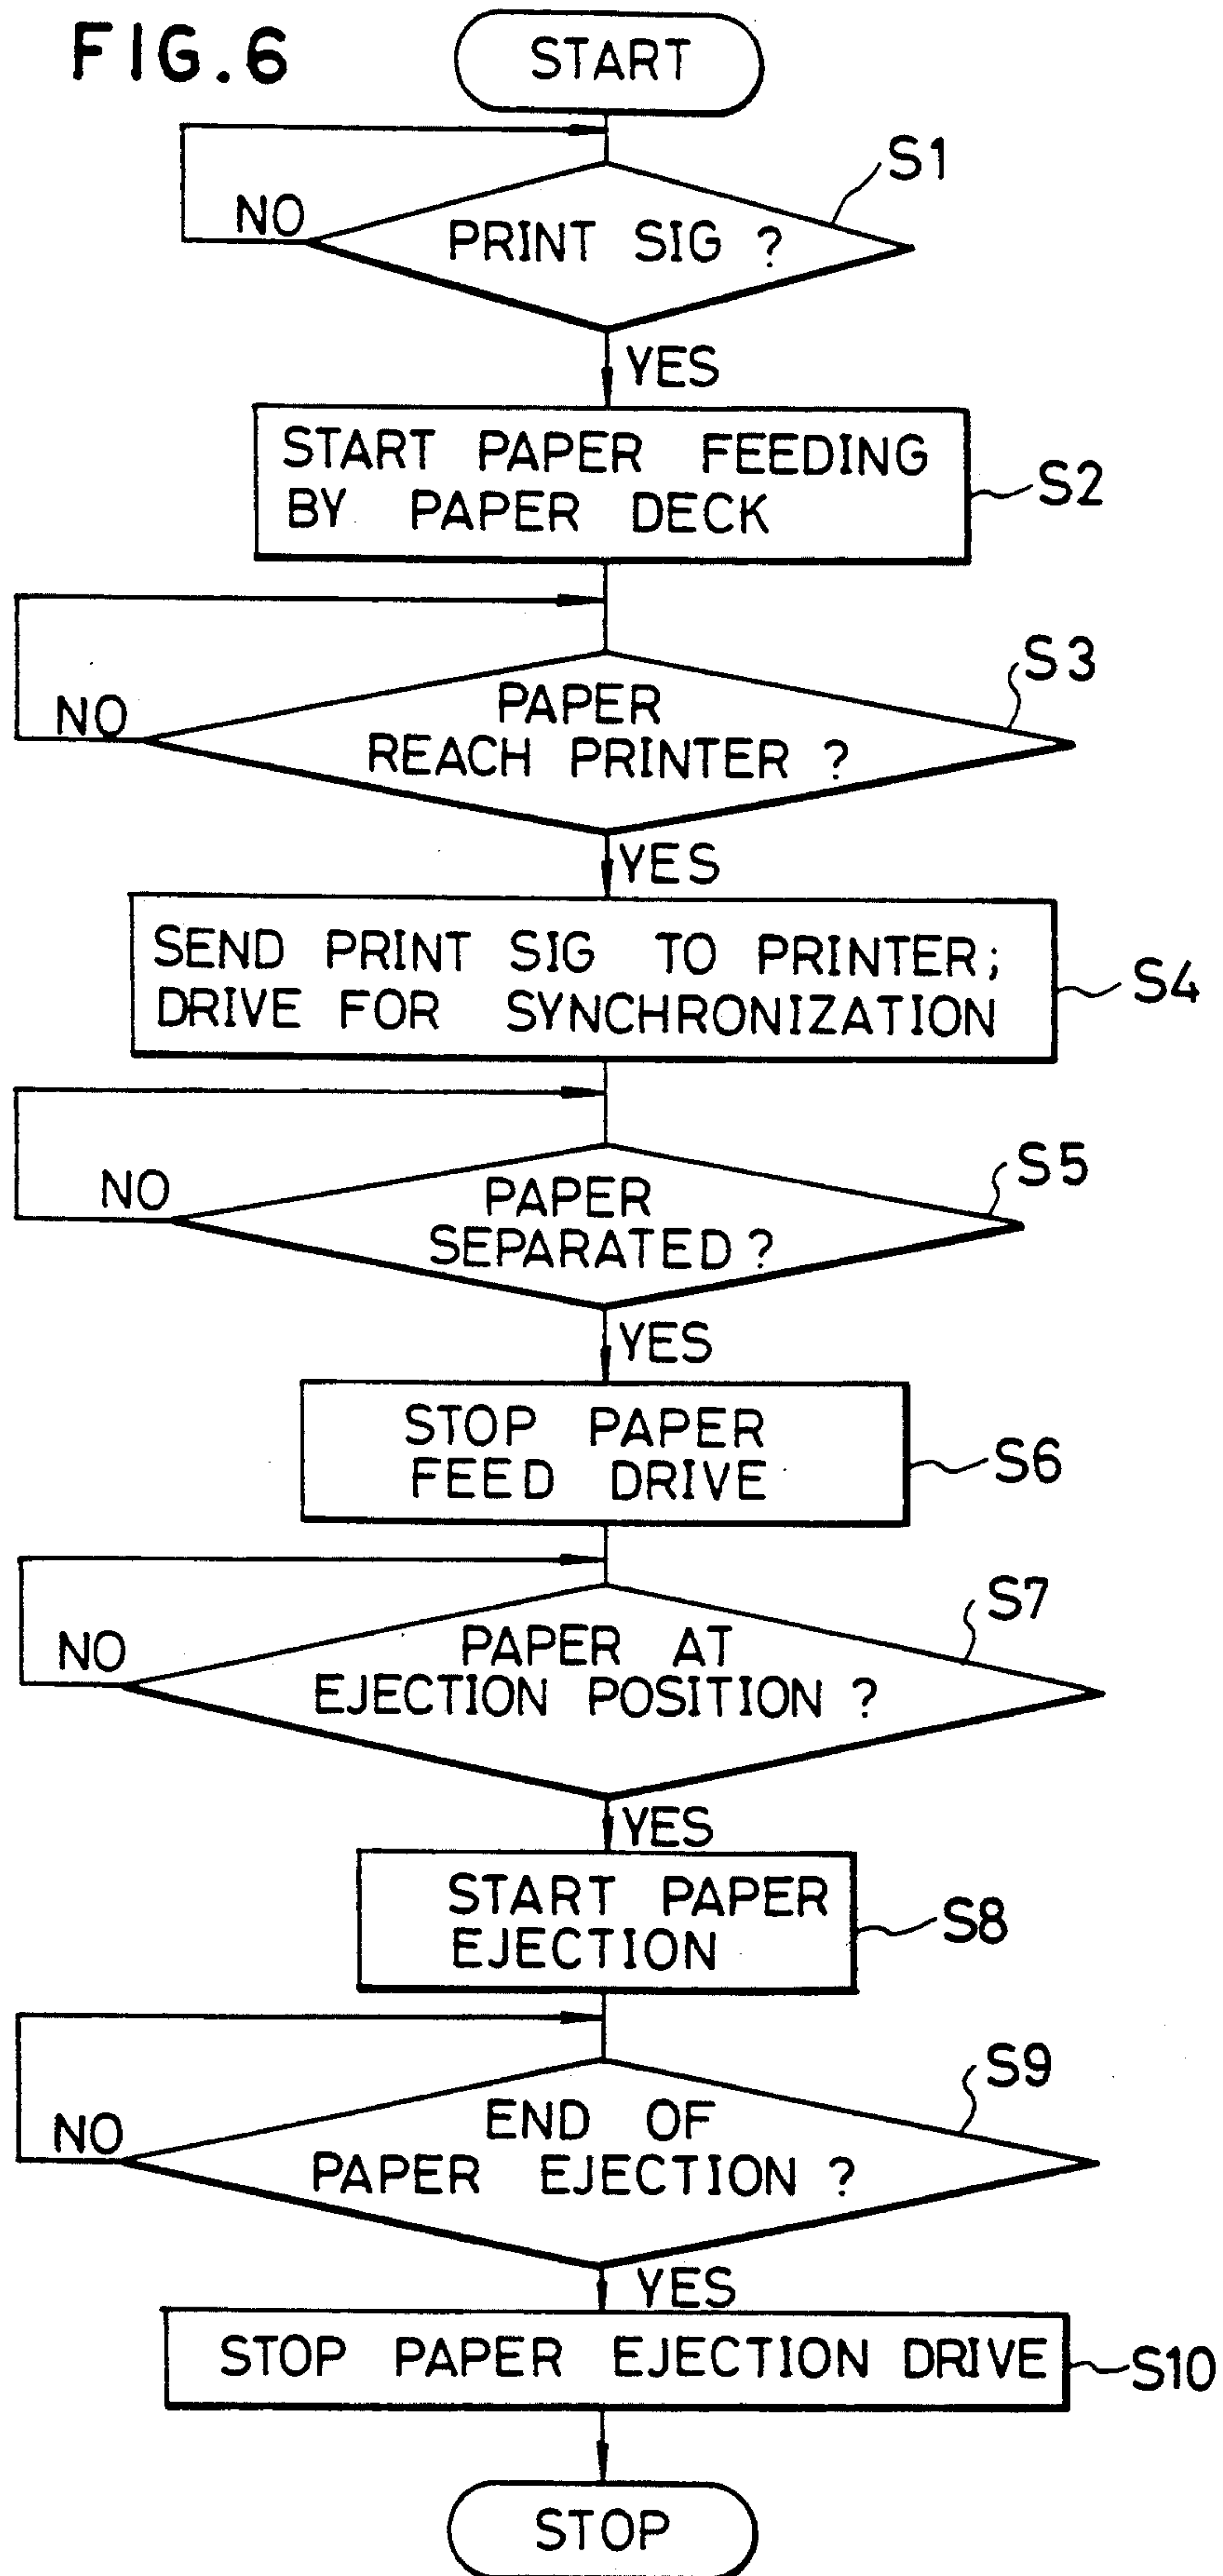 FIG.6
START
S1
NO
PRINT SIG ?
YES
START PAPER FEEDING
BY PAPER DECK
S2
S3
NO
PAPER
REACH PRINTER ?
YES
SEND PRINT SIG TO PRINTER;
DRIVE FOR SYNCHRONIZATION
S4
S5
NO
PAPER
SEPARATED ?
YES
STOP PAPER
FEED DRIVE
S6
S7
NO
PAPER AT
EJECTION POSITION ?
YES
START PAPER
EJECTION
S8
S9
NO
END OF
PAPER EJECTION ?
YES
STOP PAPER EJECTION DRIVE
S10
STOP